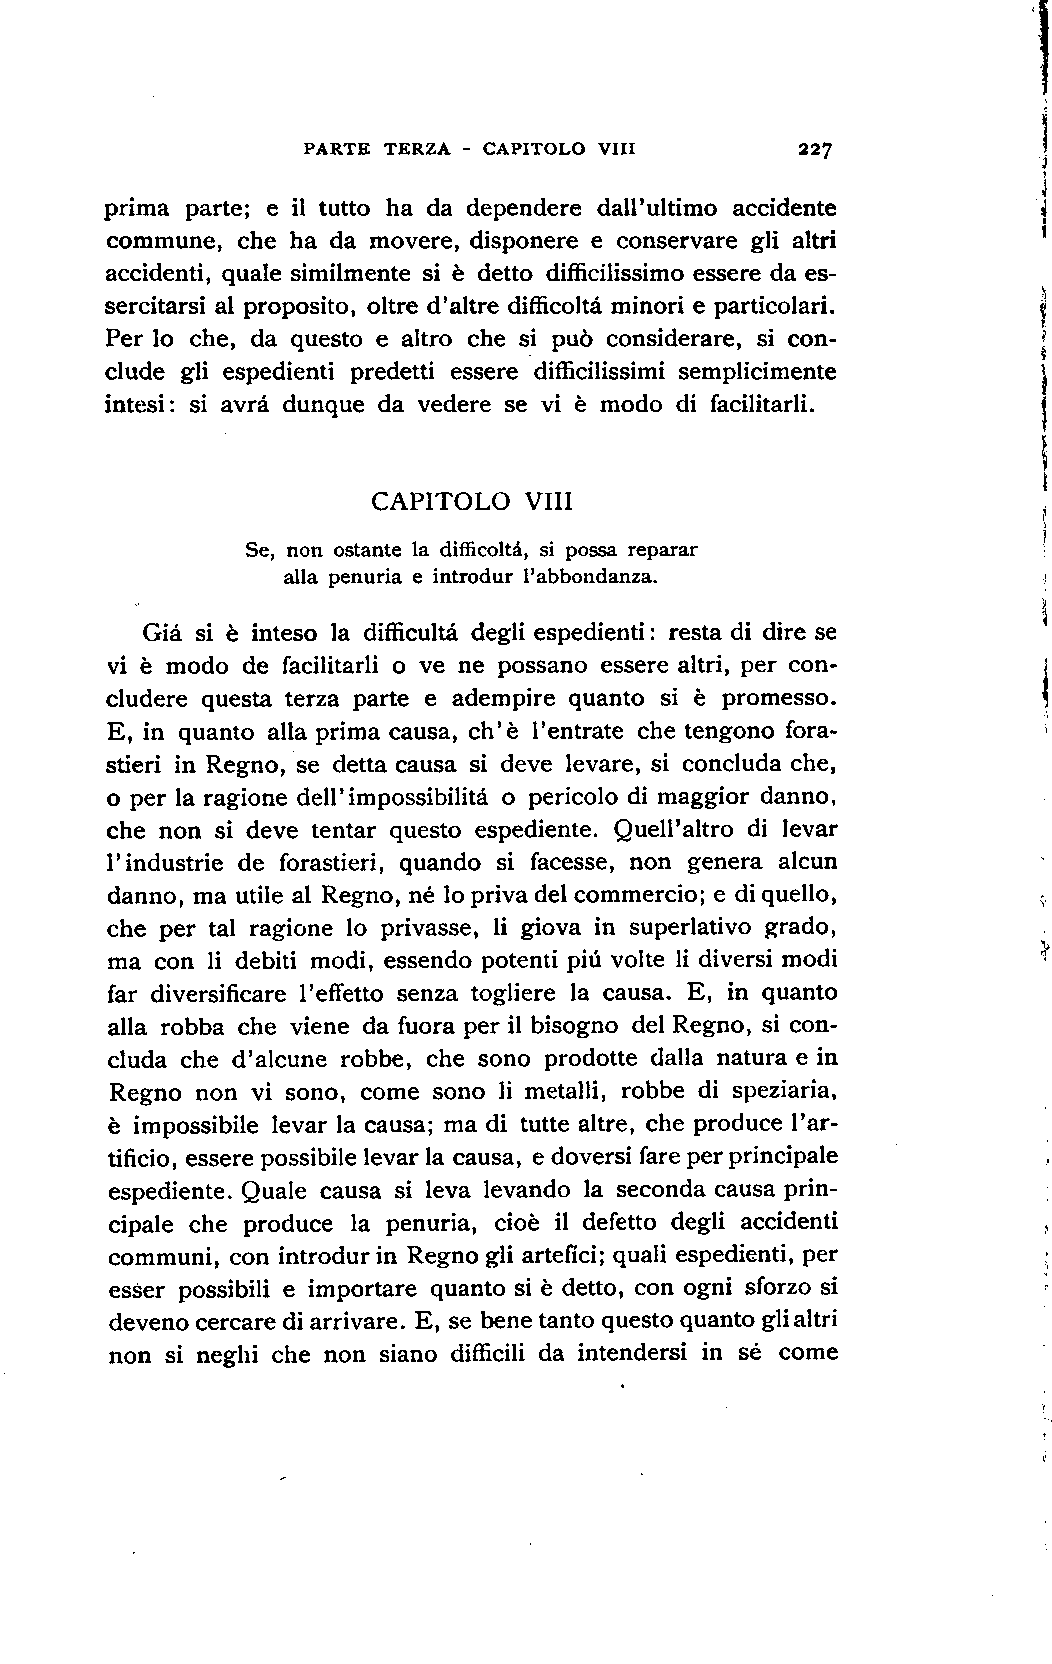 PARTE TERZA - CAPITOLO VIII 227
prima parte; e il tutto ha da dependere dall'ultimo accidente
commune, che ha da movere, disponere e conservare gli altri
accidenti, quale similmente si è detto difficilissimo essere da es-
sercitarsi al proposito, oltre d'altre difficoltá minori e particolari.
Per lo che, da questo e altro che si può considerare, si con-
clude gli espedienti predetti essere difficilissimi semplicimente
intesi: si avrá dunque da vedere se vi è modo di facilitarli.
CAPITOLO VIII
Se, non ostante la difficoltá, si possa reparar
alla penuria e introdur l'abbondanza.
Giá si è inteso la difficultá degli espedienti: resta di dire se
vi è modo de facilitarli o ve ne possano essere altri, per con-
cludere questa terza parte e adempire quanto si è promesso.
E, in quanto alla prima causa, ch'è l'entrate che tengono fora-
stieri in Regno, se detta causa si deve levare, si concluda che,
o per la ragione dell'impossibilitá o pericolo di maggior danno,
che non si deve tentar questo espediente. Quell'altro di levar
l'industrie de forastieri, quando si facesse, non genera alcun
danno, ma utile al Regno, né lo priva del commercio; e di quello,
che per tal ragione lo privasse, li giova in superlativo grado,
ma con li debiti modi, essendo potenti piú volte li diversi modi
far diversificare l'effetto senza togliere la causa. E, in quanto
alla robba che viene da fuora per il bisogno del Regno, si con-
cluda che d'alcune robbe, che sono prodotte dalla natura e in
Regno non vi sono, come sono li metalli, robbe di speziaria,
è impossibile levar la causa; ma di tutte altre, che produce l'ar-
tificio, essere possibile levar la causa, e doversi fare per principale
espediente. Quale causa si leva levando la seconda causa prin-
cipale che produce la penuria, cioè il defetto degli accidenti
communi, con introdur in Regno gli artefici; quali espedienti, per
esser possibili e importare quanto si è detto, con ogni sforzo si
deveno cercare di arrivare. E, se bene tanto questo quanto gli altri
non si neghi che non siano difficili da intendersi in sé come